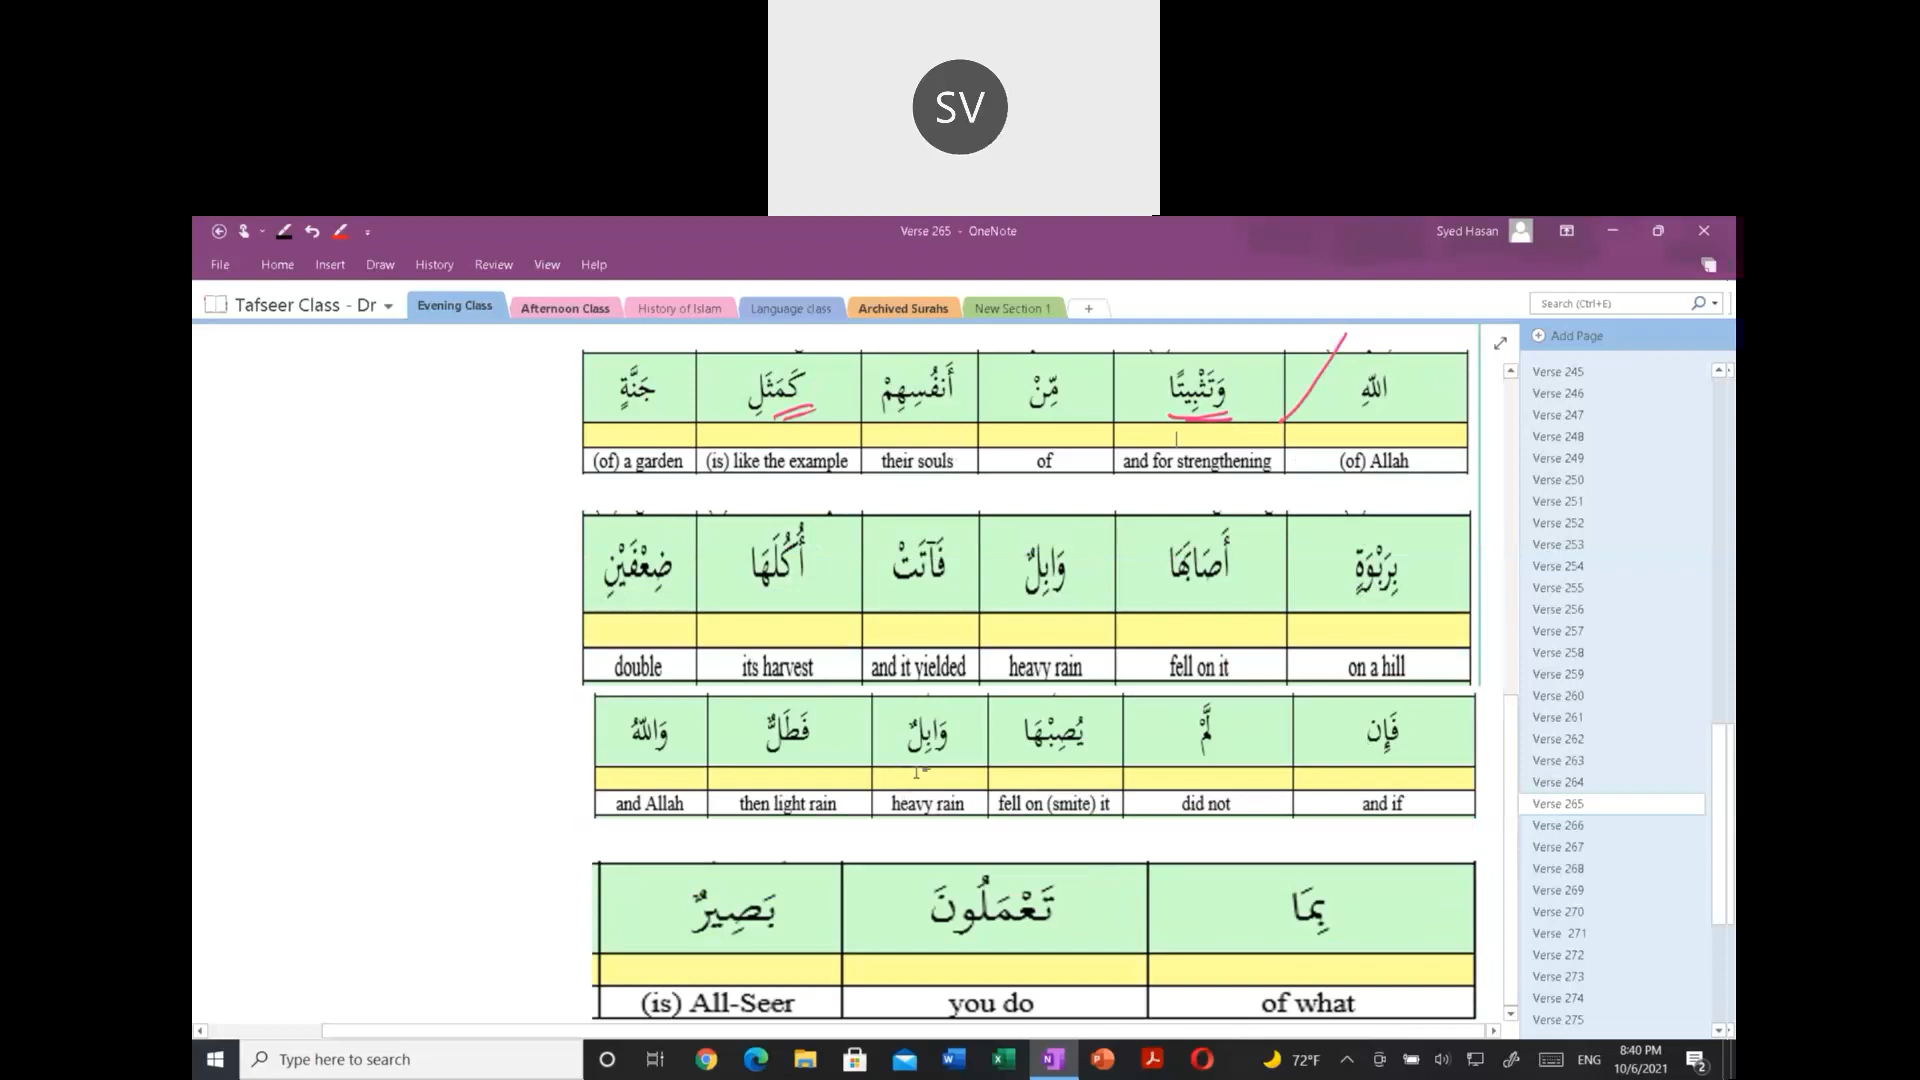 SV
Verse 265 - OneNote
Syed Hasan
File Home Insert Draw History Review View Help
Tafseer Class - Dr
Evening Class Afternoon Class History of Islam Language class Archived Surahs New Section 1 +
Search (Ctrl+E)
Add Page
اللهِ وَتَثْبِيتًا مِّنْ أَنفُسِهِمْ كَمَثَلِ جَنَّةٍ
(of) a garden (is) like the example their souls of and for strengthening (of) Allah
بِرَبْوَةٍ أَصَابَهَا وَابِلٌ فَآتَتْ أُكُلَهَا ضِعْفَيْنِ
double its harvest and it yielded heavy rain fell on it on a hill
فَإِن لَّمْ يُصِبْهَا وَابِلٌ فَطَلٌّ وَاللهُ
and Allah then light rain heavy rain fell on (smite) it did not and if
بِمَا تَعْمَلُونَ بَصِيرٌ
(is) All-Seer you do of what
Verse 245
Verse 246
Verse 247
Verse 248
Verse 249
Verse 250
Verse 251
Verse 252
Verse 253
Verse 254
Verse 255
Verse 256
Verse 257
Verse 258
Verse 259
Verse 260
Verse 261
Verse 262
Verse 263
Verse 264
Verse 265
Verse 266
Verse 267
Verse 268
Verse 269
Verse 270
Verse 271
Verse 272
Verse 273
Verse 274
Verse 275
Type here to search
72°F
ENG
8:40 PM
10/6/2021
2